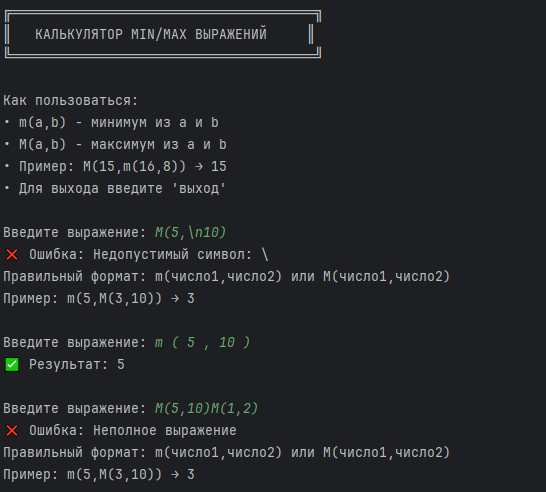 КАЛЬКУЛЯТОР MIN/MAX ВЫРАЖЕНИЙ
Как пользоваться:
• m(a,b) - минимум из a и b
• M(a,b) - максимум из a и b
• Пример: M(15,m(16,8)) → 15
• Для выхода введите 'выход'
Введите выражение: M(5,\n10)
❌ Ошибка: Недопустимый символ: \
Правильный формат: m(число1,число2) или M(число1,число2)
Пример: m(5,M(3,10)) → 3
Введите выражение: m ( 5 , 10 )
✅ Результат: 5
Введите выражение: M(5,10)M(1,2)
❌ Ошибка: Неполное выражение
Правильный формат: m(число1,число2) или M(число1,число2)
Пример: m(5,M(3,10)) → 3